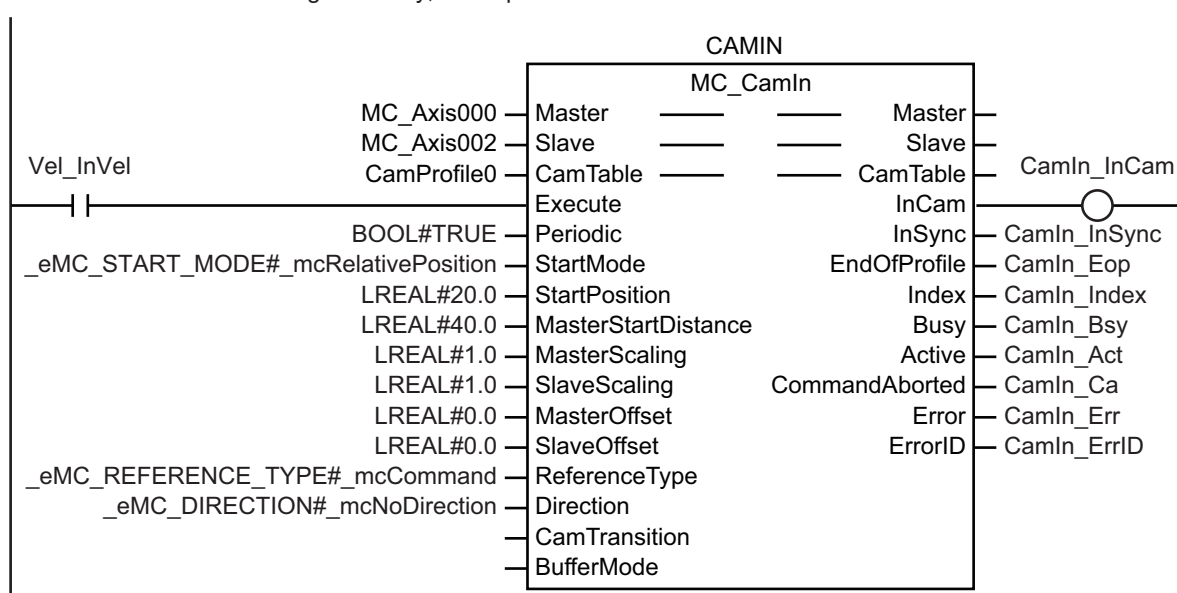 CAMIN
MC_CamIn
MC_Axis000 Master Master
MC_Axis002 Slave Slave
Vel_InVel CamProfile0 CamTable CamTable CamIn_InCam
Execute InCam
BOOL#TRUE Periodic InSync CamIn_InSync
_eMC_START_MODE#_mcRelativePosition StartMode EndOfProfile CamIn_Eop
LREAL#20.0 StartPosition Index CamIn_Index
LREAL#40.0 MasterStartDistance Busy CamIn_Bsy
LREAL#1.0 MasterScaling Active CamIn_Act
LREAL#1.0 SlaveScaling CommandAborted CamIn_Ca
LREAL#0.0 MasterOffset Error CamIn_Err
LREAL#0.0 SlaveOffset ErrorID CamIn_ErrID
_eMC_REFERENCE_TYPE#_mcCommand ReferenceType
_eMC_DIRECTION#_mcNoDirection Direction
CamTransition
BufferMode